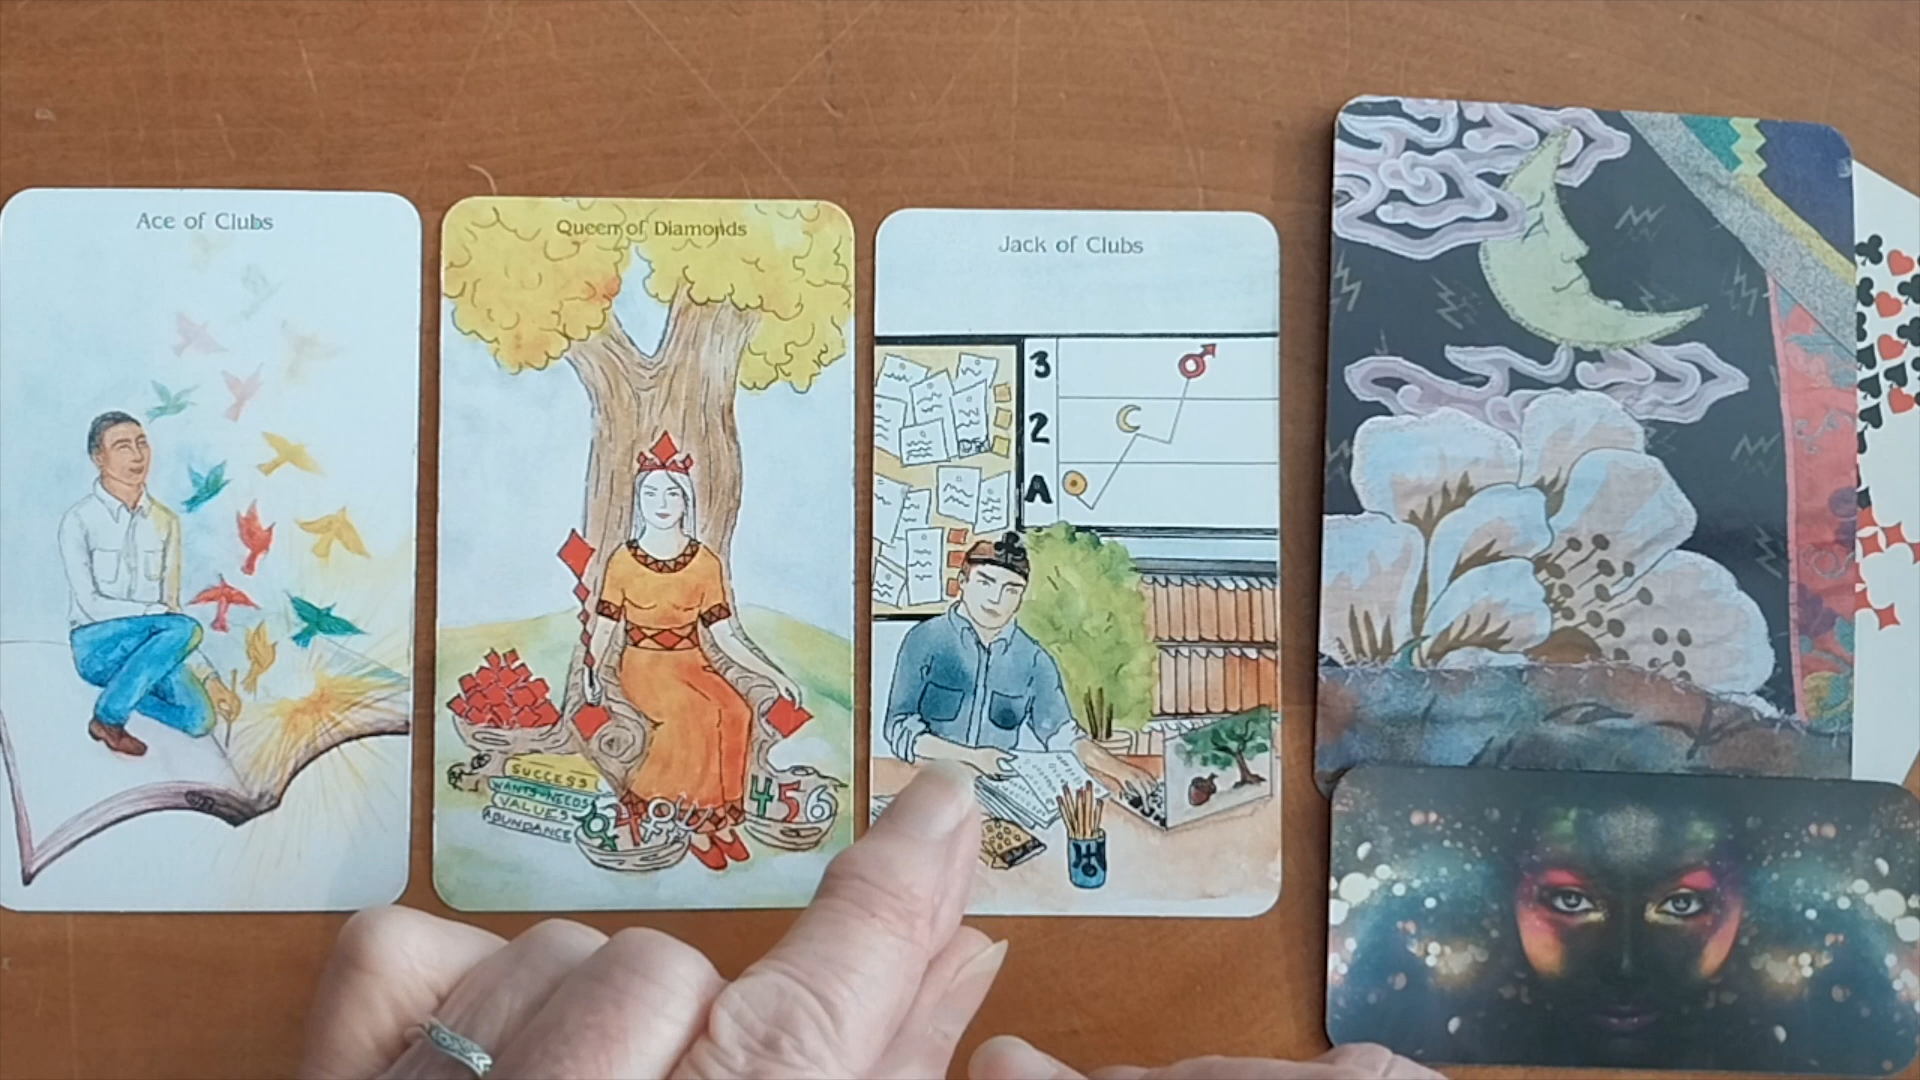 Ace of Clubs
Queen of Diamonds
Jack of Clubs
3
2
A
SUCCESS
WANTS-NEEDS
VALUES
ABUNDANCE
456